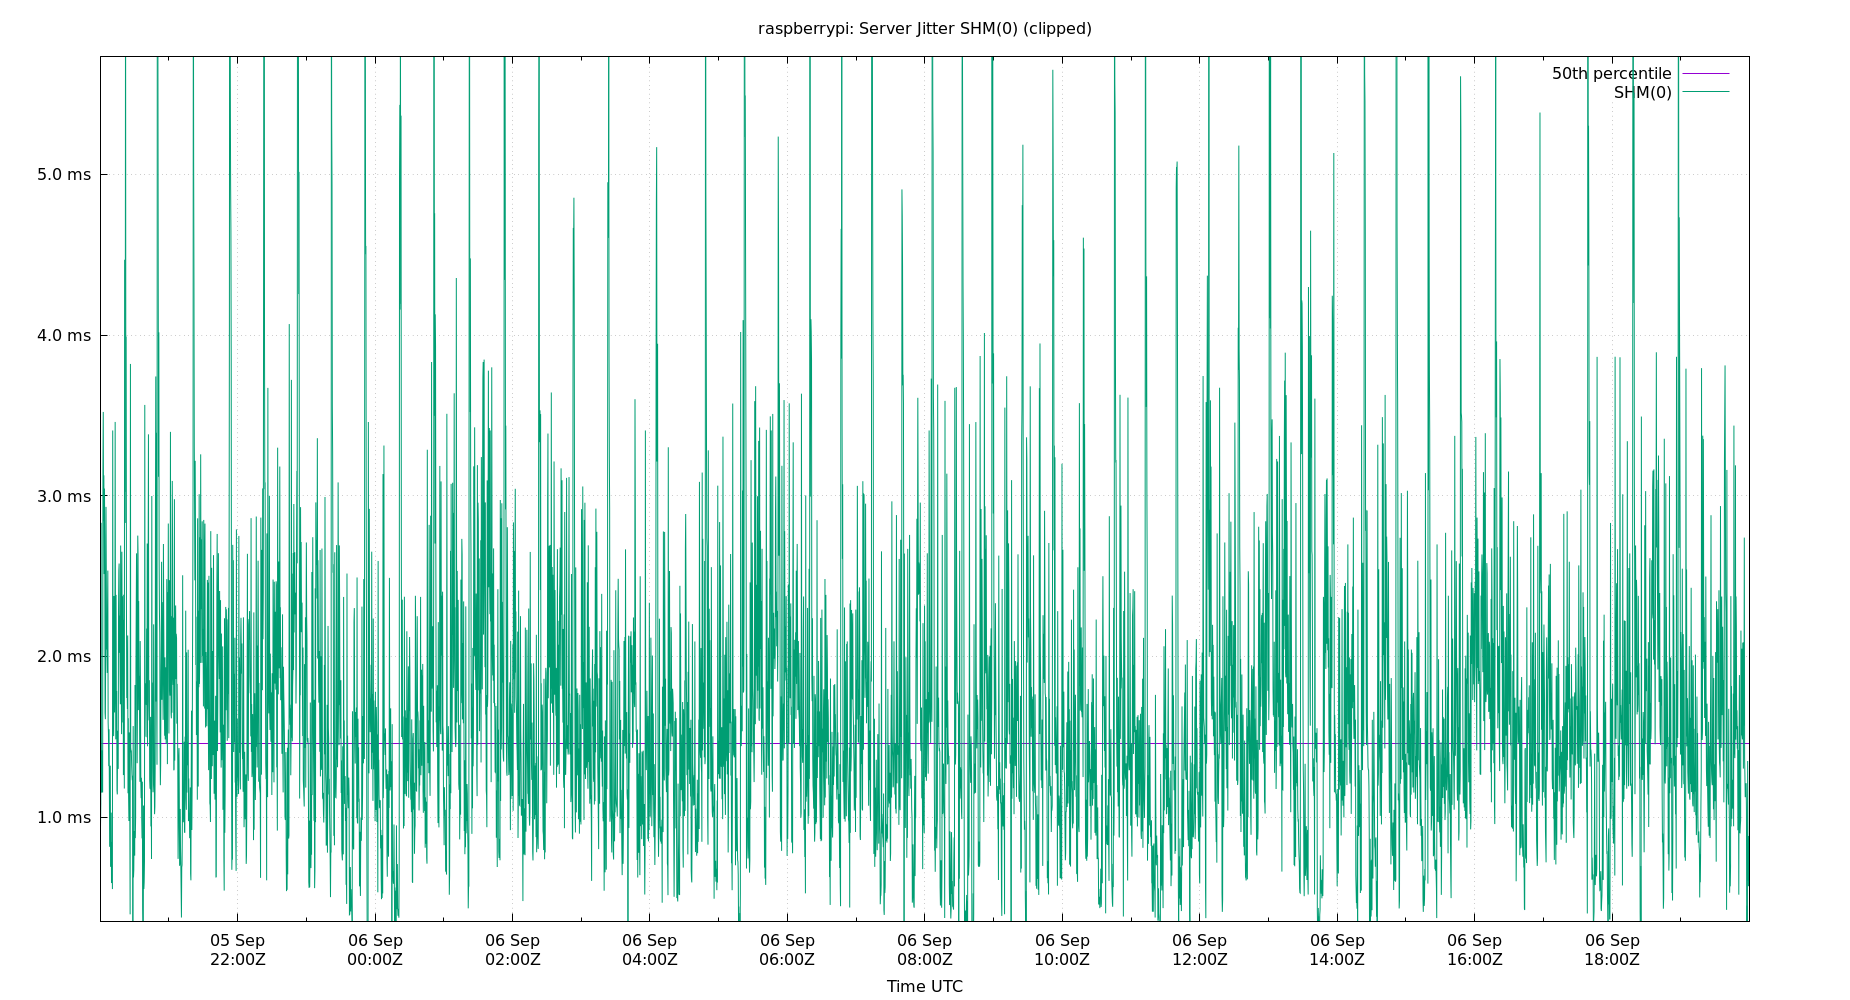 raspberrypi: Server Jitter SHM(0) (clipped)
50th percentile
SHM(0)
5.0 ms
4.0 ms
3.0 ms
2.0 ms
1.0 ms
05 Sep 06 Sep 06 Sep 06 Sep 06 Sep 06 Sep 06 Sep 06 Sep 06 Sep 06 Sep 06 Sep
22:00Z 00:00Z 02:00Z 04:00Z 06:00Z 08:00Z 10:00Z 12:00Z 14:00Z 16:00Z 18:00Z
Time UTC